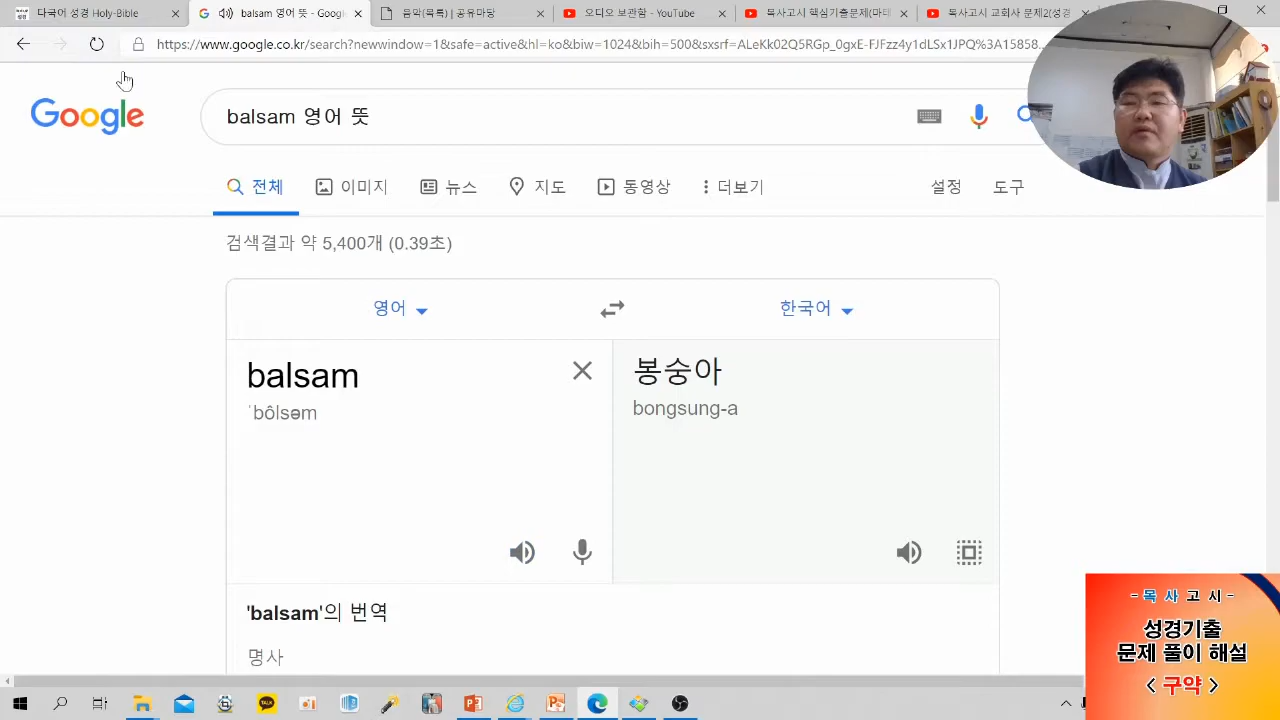 다국어 성경 Holy-Bible
balsam 영어 뜻 - Googl
음악(목록) | 공유마당
오디오 보관함 - YouTube
목사고시 핵심기출문제(마태
목사고시 교회사 문제2(성경
https://www.google.co.kr/search?newwindow=1&safe=active&hl=ko&biw=1024&bih=500&sxsrf=ALeKk02Q5RGp_0gxE-FJFzz4y1dLSx1JPQ%3A15858...
Google
balsam 영어 뜻
전체
이미지
뉴스
지도
동영상
더보기
설정
도구
검색결과 약 5,400개 (0.39초)
영어
한국어
balsam
ˈbôlsəm
봉숭아
bongsung-a
'balsam'의 번역
명사
- 목 사 고 시 -
성경기출
문제 풀이 해설
< 구약 >